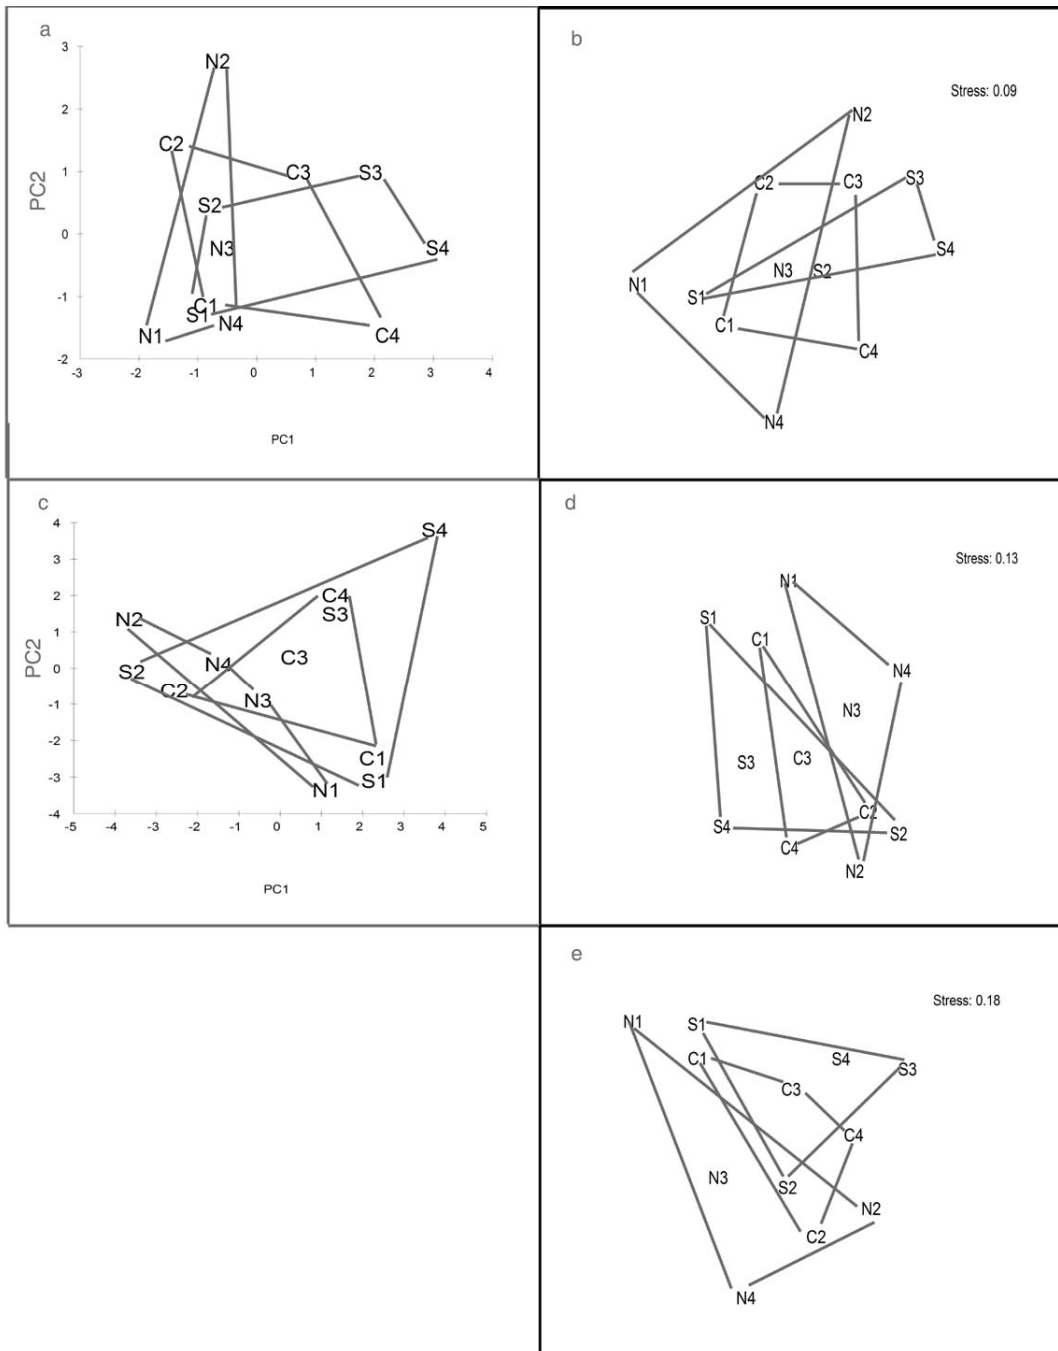 a
3
N2
2
C2
1
C3
S3
PC2
S2
0
N3
S4
-1
C1
S1
N4
N1
C4
-2
-3
-2
-1
0
1
2
3
4
PC1
b
Stress: 0.09
N2
C2
C3
S3
S4
N3
S2
N1
S1
C1
C4
N4
c
4
S4
3
2
C4
N2
S3
1
PC2
N4
C3
0
S2
C2
N3
-1
-2
C1
-3
S1
N1
-4
-5
-4
-3
-2
-1
0
1
2
3
4
5
PC1
d
Stress: 0.13
N1
S1
C1
N4
N3
S3
C3
C2
S4
S2
C4
N2
e
Stress: 0.18
N1
S1
C1
S4
S3
C3
C4
N3
S2
N2
C2
N4